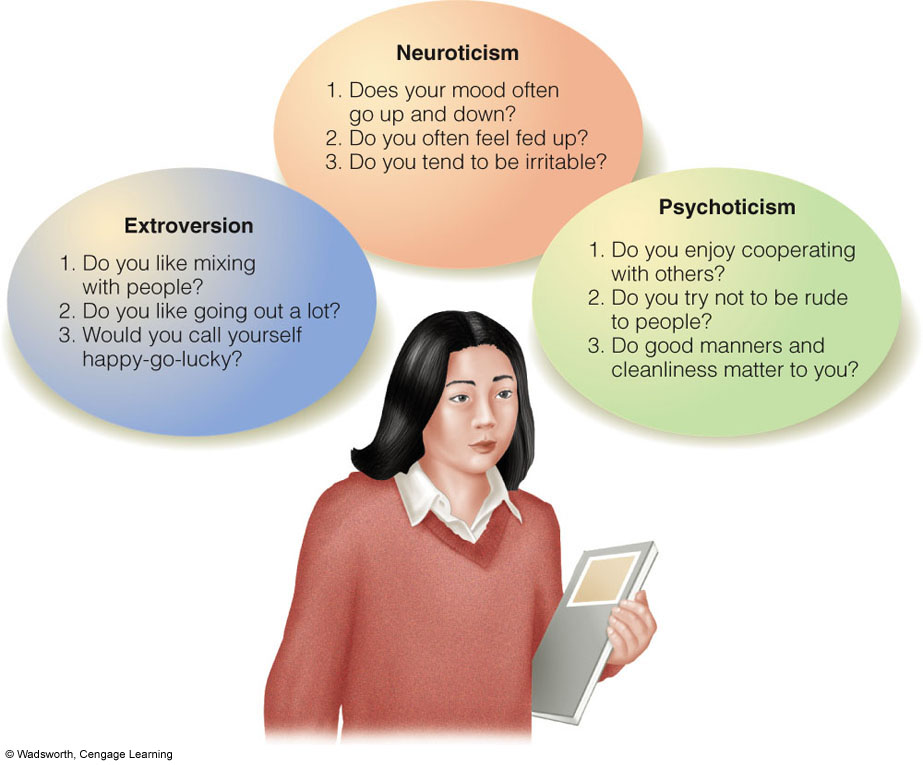 Neuroticism
1. Does your mood often
go up and down?
2. Do you often feel fed up?
3. Do you tend to be irritable?
Extroversion
1. Do you like mixing
with people?
2. Do you like going out a lot?
3. Would you call yourself
happy-go-lucky?
Psychoticism
1. Do you enjoy cooperating
with others?
2. Do you try not to be rude
to people?
3. Do good manners and
cleanliness matter to you?
© Wadsworth, Cengage Learning